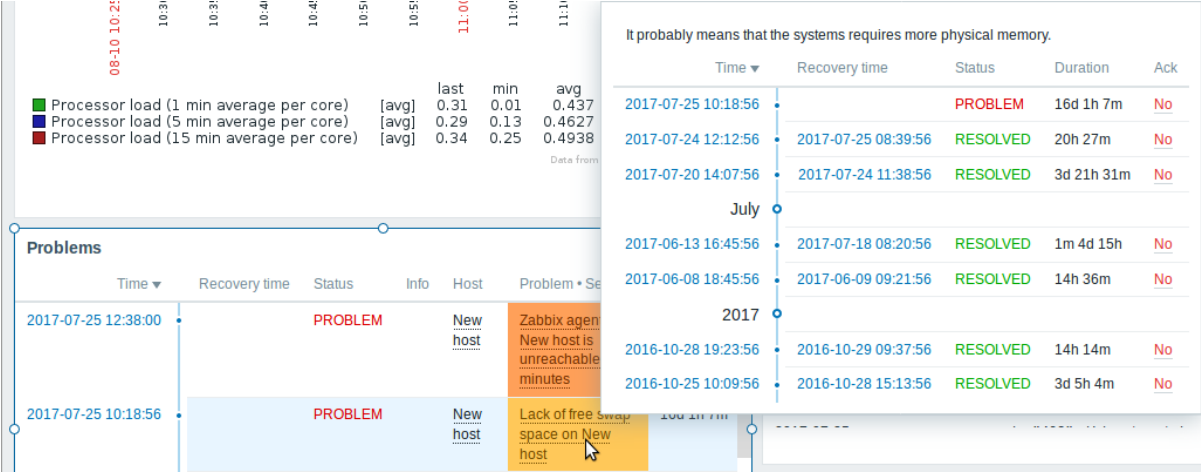 08-10 10:25
10:3
10:3
10:4
10:4
10:5
10:5
11:00
11:0
11:1
last min avg
Processor load (1 min average per core) [avg] 0.31 0.01 0.437
Processor load (5 min average per core) [avg] 0.29 0.13 0.4627
Processor load (15 min average per core) [avg] 0.34 0.25 0.4938
Data from
Problems
Time ▼ Recovery time Status Info Host Problem • Se
2017-07-25 12:38:00 PROBLEM New host Zabbix agen
New host is
unreachable
minutes
2017-07-25 10:18:56 PROBLEM New host Lack of free swap 16d 1h 7m
space on New
host
It probably means that the systems requires more physical memory.
Time ▼ Recovery time Status Duration Ack
2017-07-25 10:18:56 PROBLEM 16d 1h 7m No
2017-07-24 12:12:56 2017-07-25 08:39:56 RESOLVED 20h 27m No
2017-07-20 14:07:56 2017-07-24 11:38:56 RESOLVED 3d 21h 31m No
July
2017-06-13 16:45:56 2017-07-18 08:20:56 RESOLVED 1m 4d 15h No
2017-06-08 18:45:56 2017-06-09 09:21:56 RESOLVED 14h 36m No
2017
2016-10-28 19:23:56 2016-10-29 09:37:56 RESOLVED 14h 14m No
2016-10-25 10:09:56 2016-10-28 15:13:56 RESOLVED 3d 5h 4m No